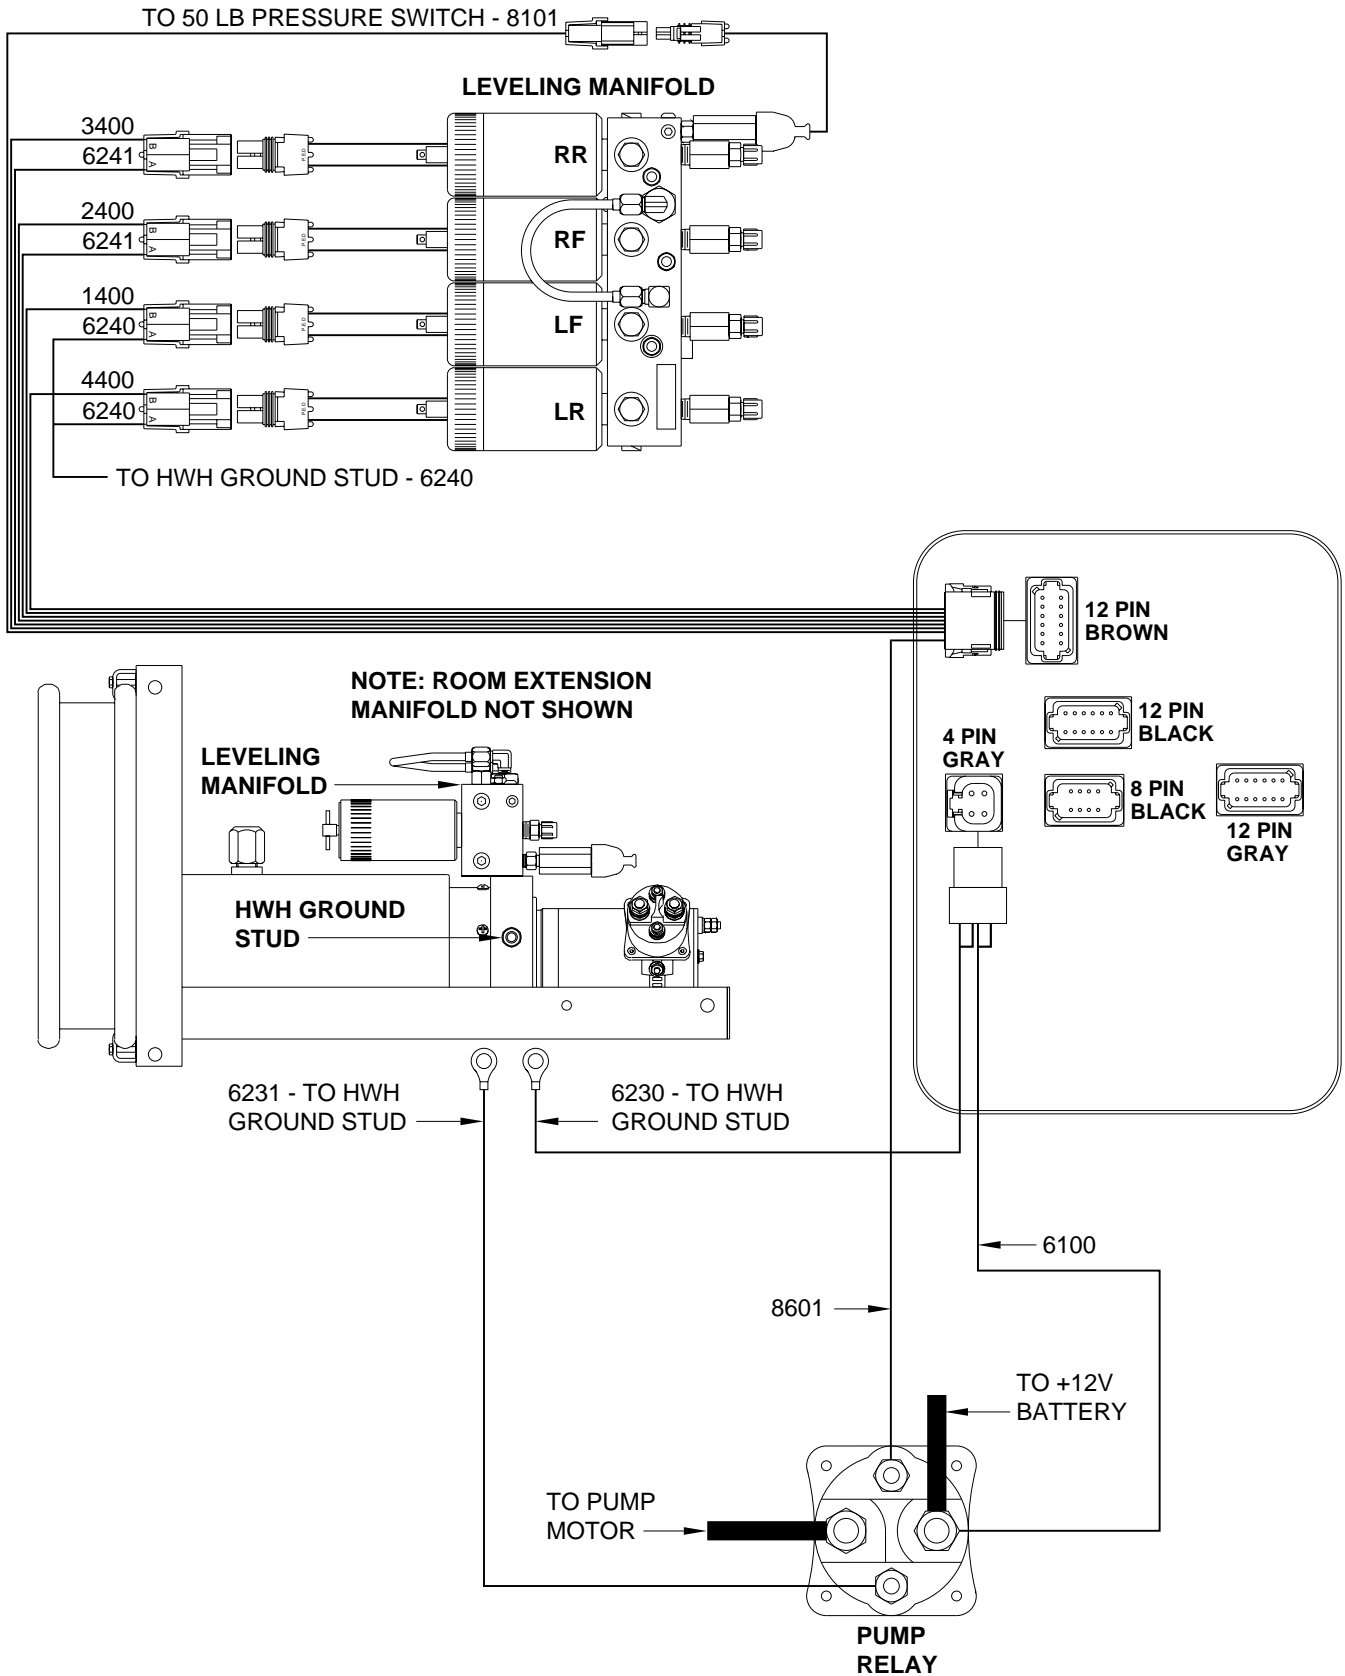 TO 50 LB PRESSURE SWITCH - 8101
LEVELING MANIFOLD
3400
6241
B
A
P.E.D
RR
2400
6241
B
A
P.E.D
RF
1400
6240
B
A
P.E.D
LF
4400
6240
B
A
P.E.D
LR
TO HWH GROUND STUD - 6240
12 PIN
BROWN
NOTE: ROOM EXTENSION
MANIFOLD NOT SHOWN
LEVELING
MANIFOLD
12 PIN
BLACK
4 PIN
GRAY
8 PIN
BLACK
12 PIN
GRAY
HWH GROUND
STUD
6231 - TO HWH
GROUND STUD
6230 - TO HWH
GROUND STUD
6100
8601
TO +12V
BATTERY
TO PUMP
MOTOR
PUMP
RELAY